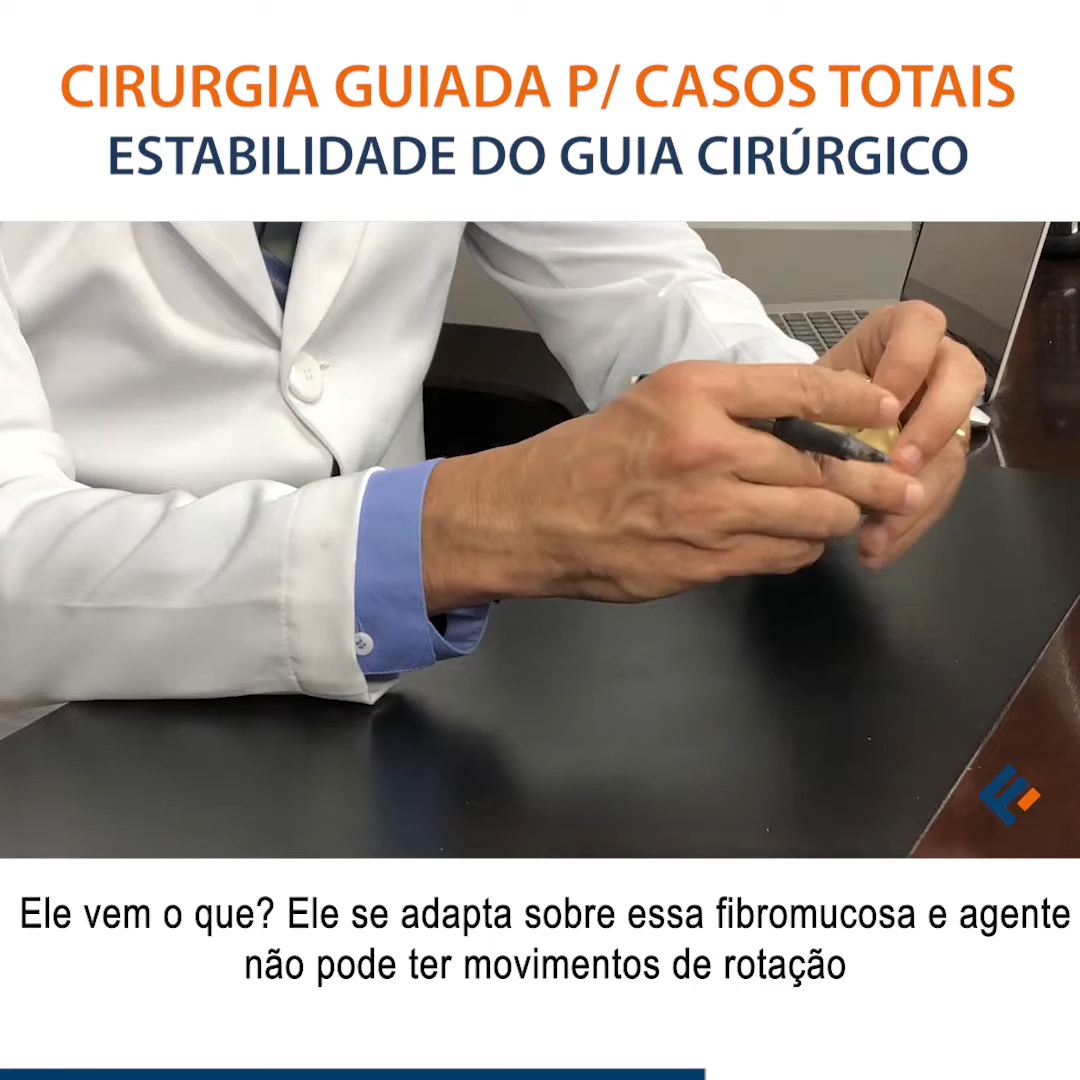 CIRURGIA GUIADA P/ CASOS TOTAIS
ESTABILIDADE DO GUIA CIRÚRGICO
Ele vem o que? Ele se adapta sobre essa fibromucosa e agente
não pode ter movimentos de rotação